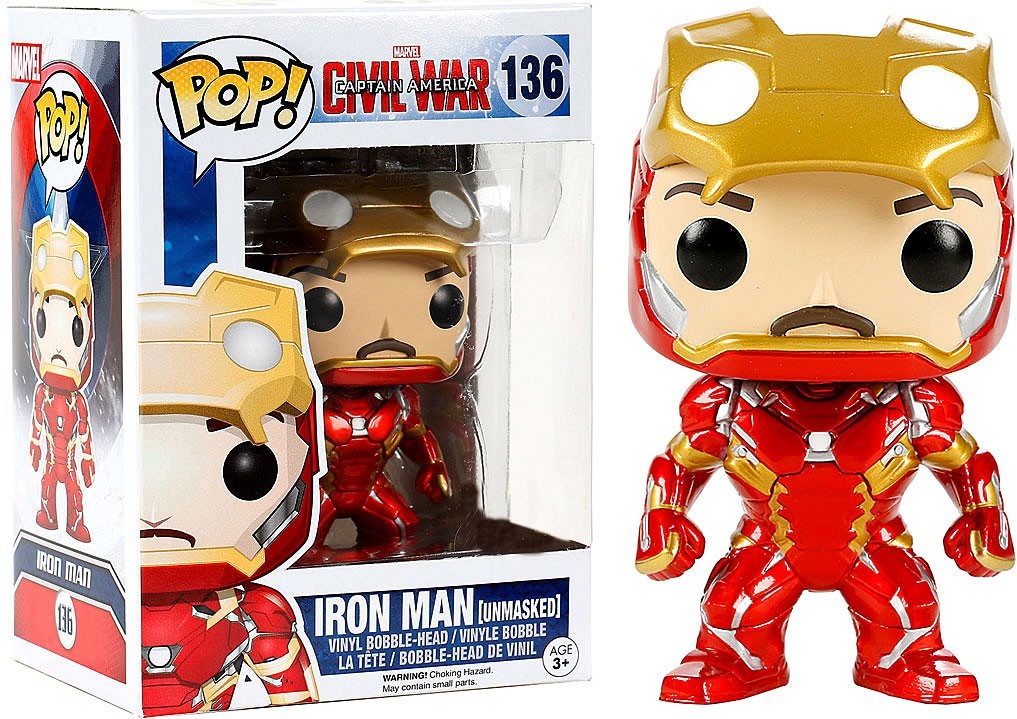 MARVEL
POP!
IRON MAN
136
POP!
MARVEL
CAPTAIN AMERICA
CIVIL WAR
136
IRON MAN [UNMASKED]
VINYL BOBBLE-HEAD / VINYLE BOBBLE
LA TÊTE / BOBBLE-HEAD DE VINIL
WARNING! Choking Hazard.
May contain small parts.
AGE
3+